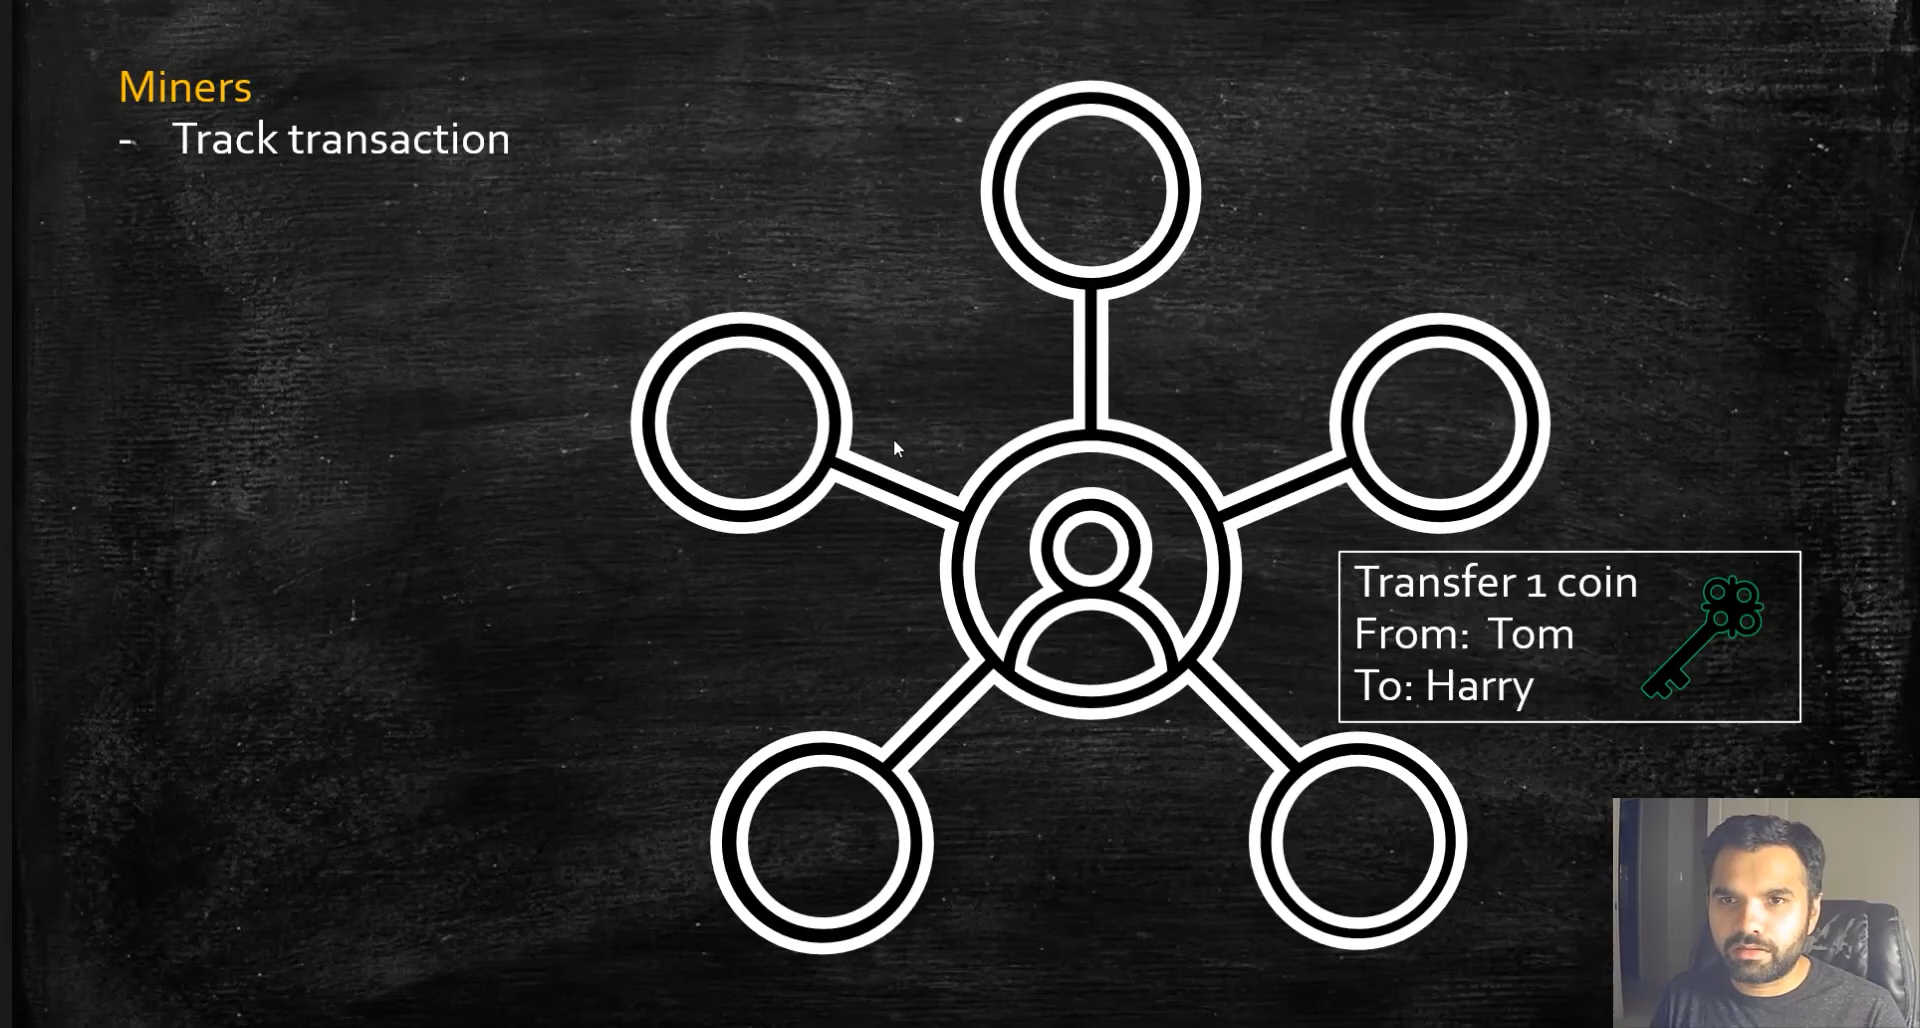 Miners
- Track transaction
Transfer 1 coin
From: Tom
To: Harry